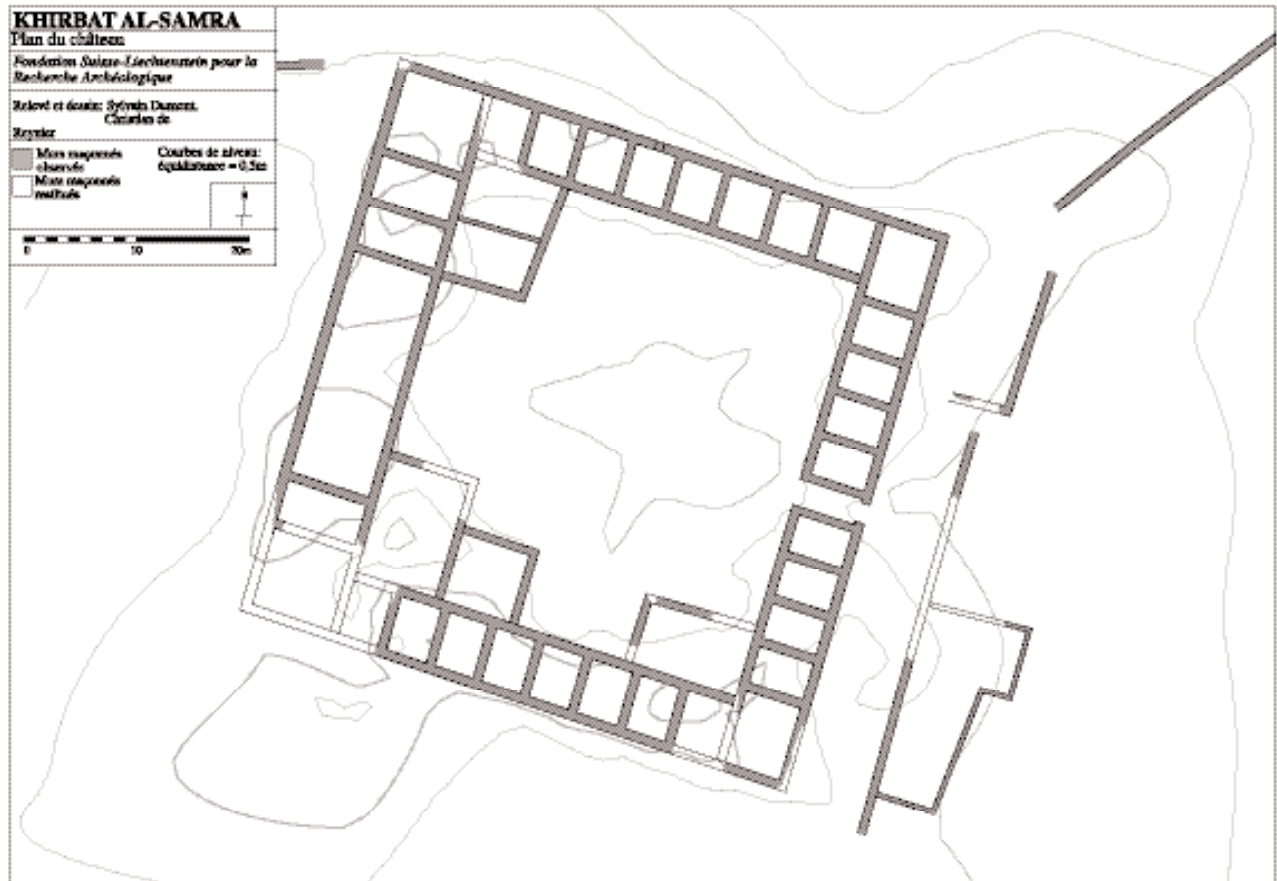 KHIRBAT AL-SAMRA
Plan du château
Fondation Suisse-Liechtenstein pour la
Recherche Archéologique
Relevé et dessin: Sylvain Dumont,
Christian de
Reynier
Murs maçonnés
observés
Murs maçonnés
restitués
Courbes de niveau:
équidistance = 0,5m
0 10 20m